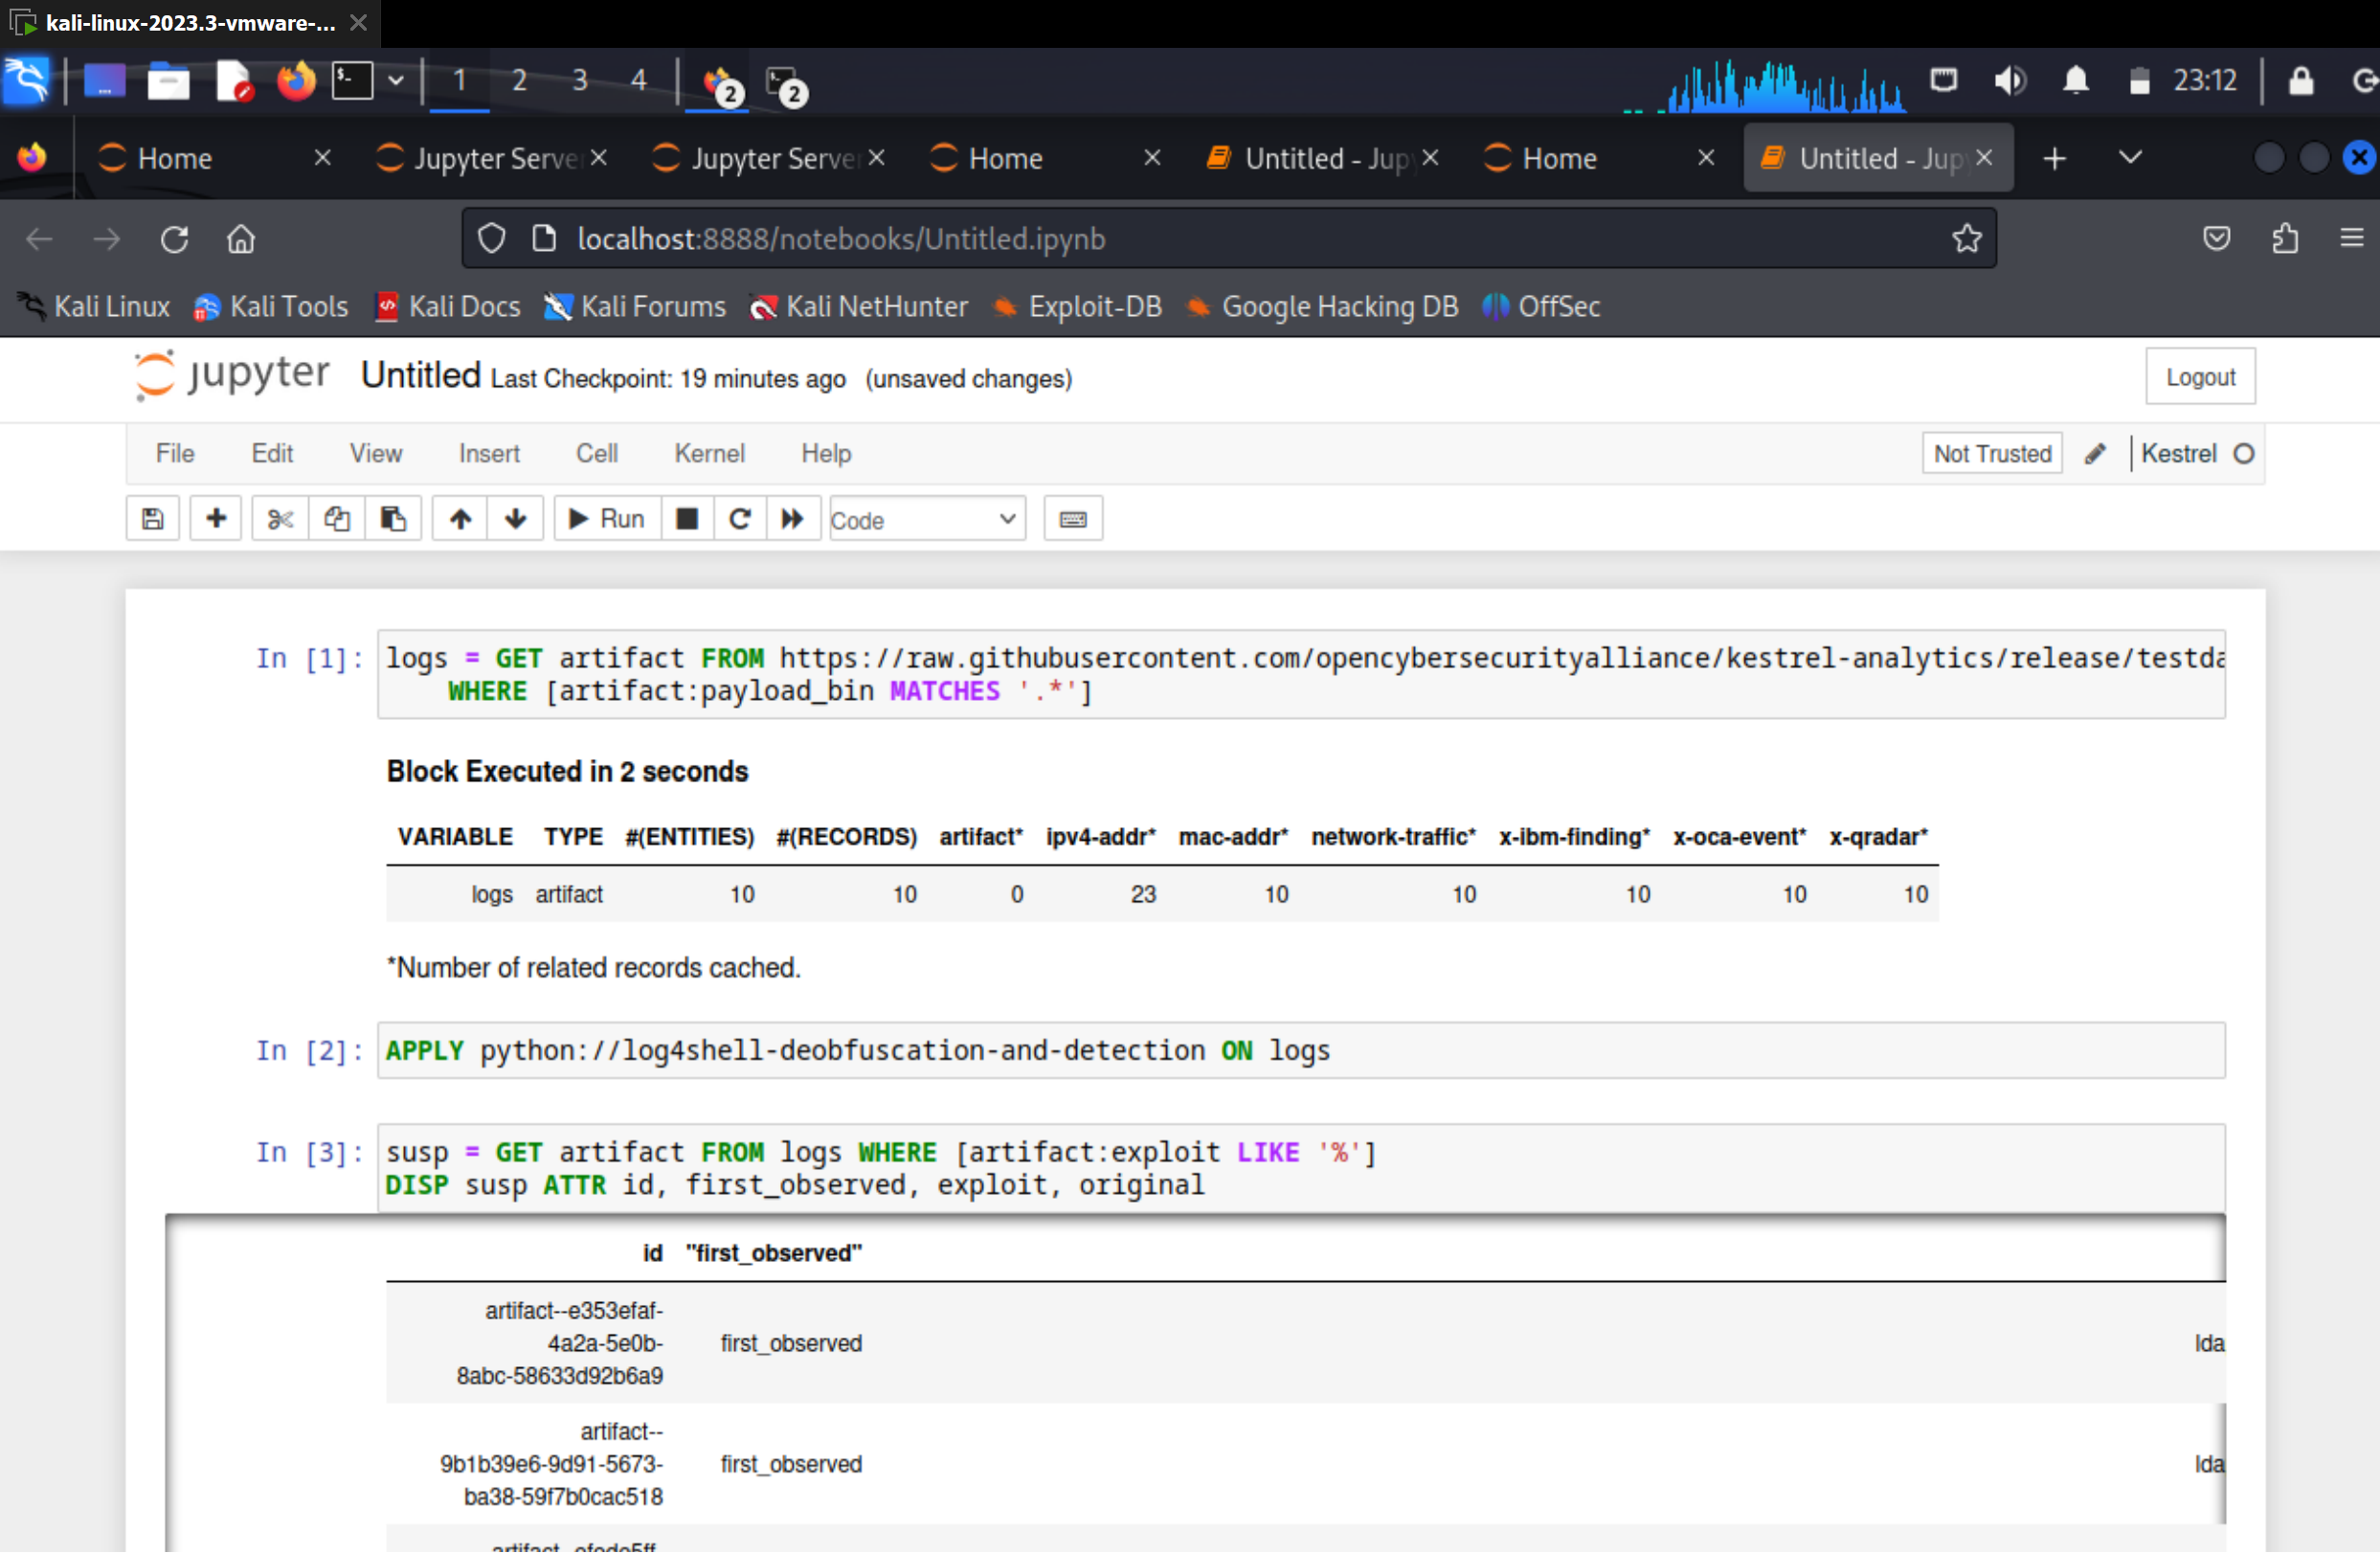 kali-linux-2023.3-vmware-...
1 2 3 4 2 2 23:12
Home Jupyter Server Jupyter Server Home Untitled - Jup Home Untitled - Jup
localhost:8888/notebooks/Untitled.ipynb
Kali Linux Kali Tools Kali Docs Kali Forums Kali NetHunter Exploit-DB Google Hacking DB OffSec
jupyter Untitled Last Checkpoint: 19 minutes ago (unsaved changes) Logout
File Edit View Insert Cell Kernel Help Not Trusted Kestrel
Run Code
In [1]: logs = GET artifact FROM https://raw.githubusercontent.com/opencybersecurityalliance/kestrel-analytics/release/testda
WHERE [artifact:payload_bin MATCHES '.*']
Block Executed in 2 seconds
VARIABLE TYPE #(ENTITIES) #(RECORDS) artifact* ipv4-addr* mac-addr* network-traffic* x-ibm-finding* x-oca-event* x-qradar*
logs artifact 10 10 0 23 10 10 10 10 10
*Number of related records cached.
In [2]: APPLY python://log4shell-deobfuscation-and-detection ON logs
In [3]: susp = GET artifact FROM logs WHERE [artifact:exploit LIKE '%']
DISP susp ATTR id, first_observed, exploit, original
id "first_observed"
artifact--e353efaf-
4a2a-5e0b- first_observed lda
8abc-58633d92b6a9
artifact--
9b1b39e6-9d91-5673- first_observed lda
ba38-59f7b0cac518